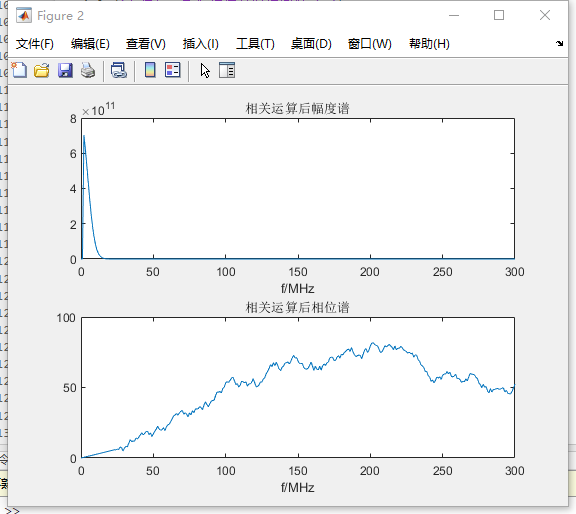 Figure 2
文件(F) 编辑(E) 查看(V) 插入(I) 工具(T) 桌面(D) 窗口(W) 帮助(H)
×10¹¹
相关运算后幅度谱
8
6
4
2
0
0 50 100 150 200 250 300
f/MHz
相关运算后相位谱
100
50
0
0 50 100 150 200 250 300
f/MHz
>>